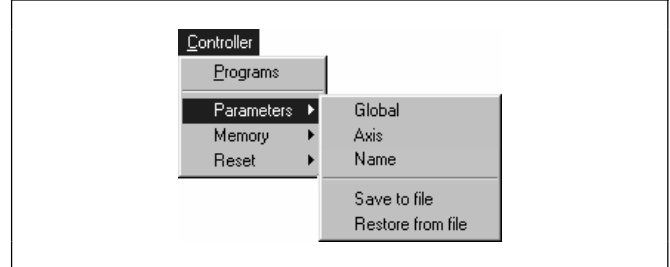 Controller
Programs
Parameters
Memory
Reset
Global
Axis
Name
Save to file
Restore from file